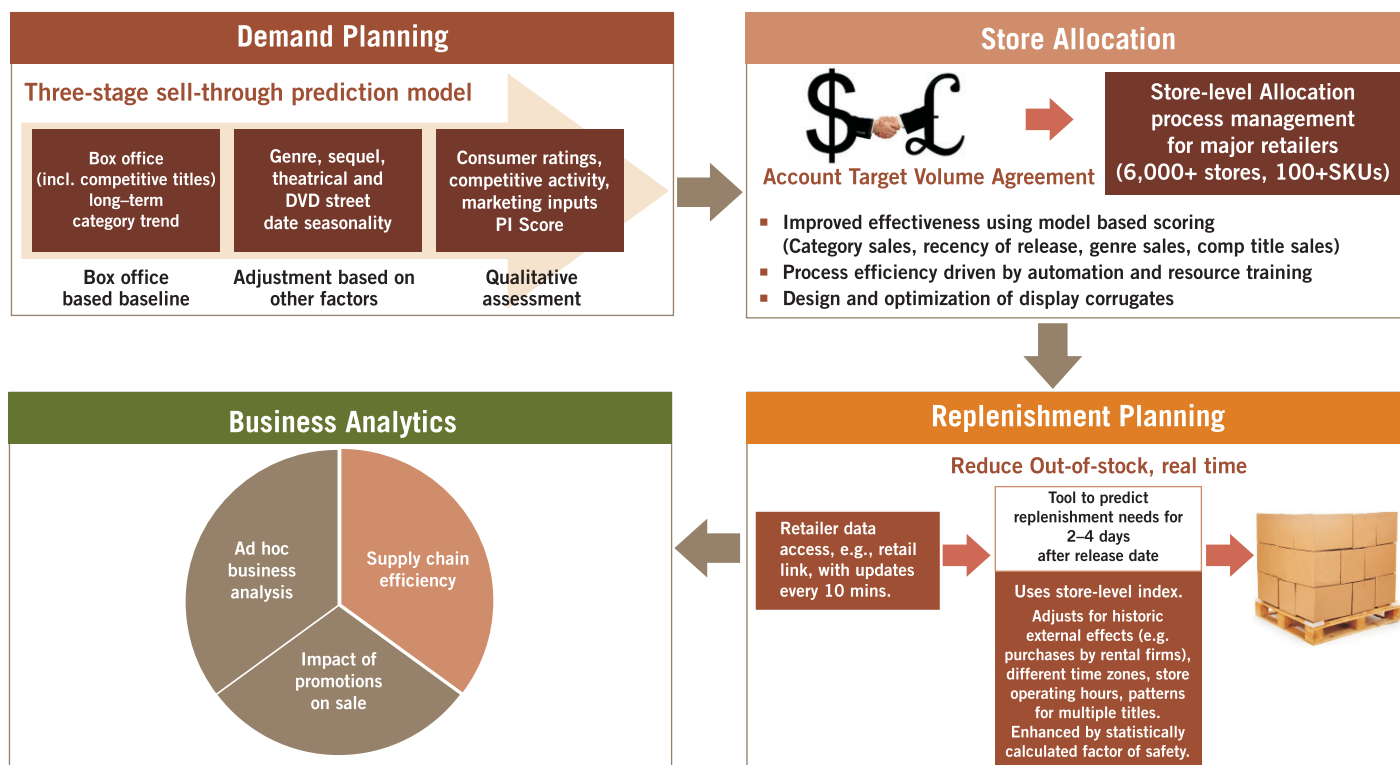 Demand Planning
Three-stage sell-through prediction model
Box office
(incl. competitive titles)
long–term
category trend
Genre, sequel,
theatrical and
DVD street
date seasonality
Consumer ratings,
competitive activity,
marketing inputs
PI Score
Box office
based baseline
Adjustment based on
other factors
Qualitative
assessment
Store Allocation
$ £
Account Target Volume Agreement
Store-level Allocation
process management
for major retailers
(6,000+ stores, 100+SKUs)
▪ Improved effectiveness using model based scoring
(Category sales, recency of release, genre sales, comp title sales)
▪ Process efficiency driven by automation and resource training
▪ Design and optimization of display corrugates
Business Analytics
Ad hoc
business
analysis
Supply chain
efficiency
Impact of
promotions
on sale
Replenishment Planning
Reduce Out-of-stock, real time
Retailer data
access, e.g., retail
link, with updates
every 10 mins.
Tool to predict
replenishment needs for
2–4 days
after release date
Uses store-level index.
Adjusts for historic
external effects (e.g.
purchases by rental firms),
different time zones, store
operating hours, patterns
for multiple titles.
Enhanced by statistically
calculated factor of safety.